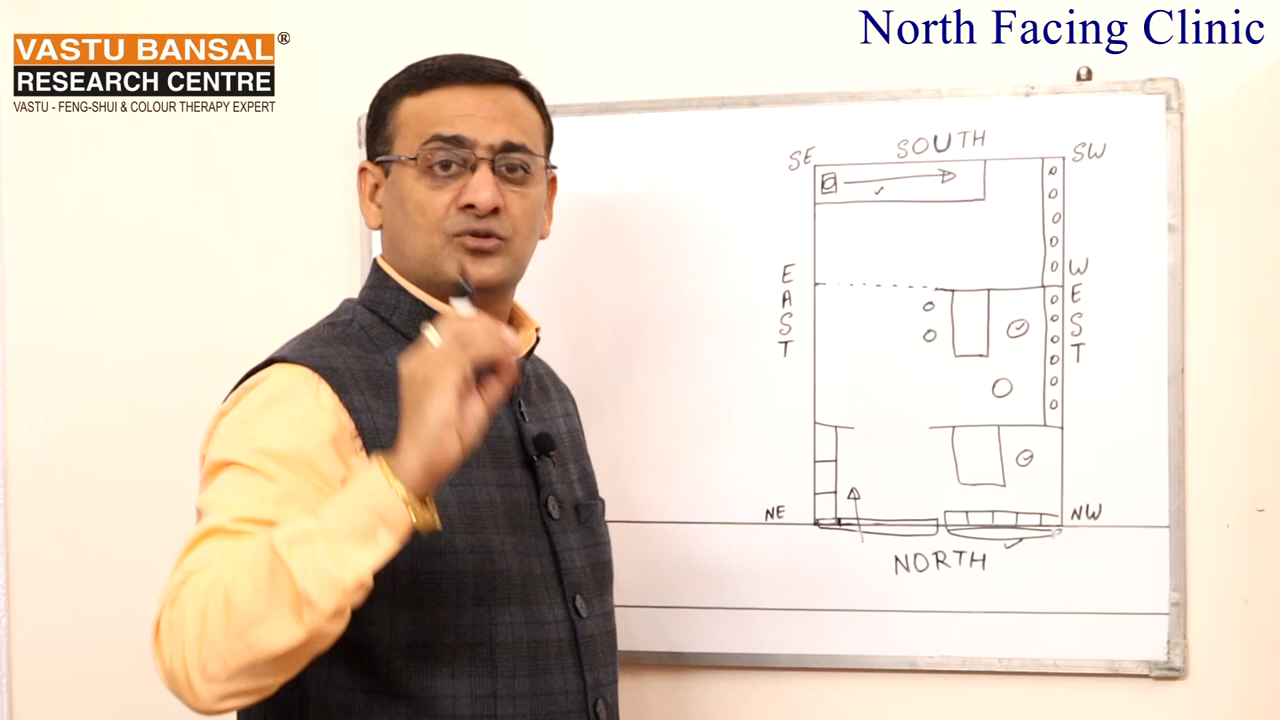 North Facing Clinic
VASTU BANSAL®
RESEARCH CENTRE
VASTU - FENG-SHUI & COLOUR THERAPY EXPERT
SE
SOUTH
SW
EAST
WEST
NE
NW
NORTH